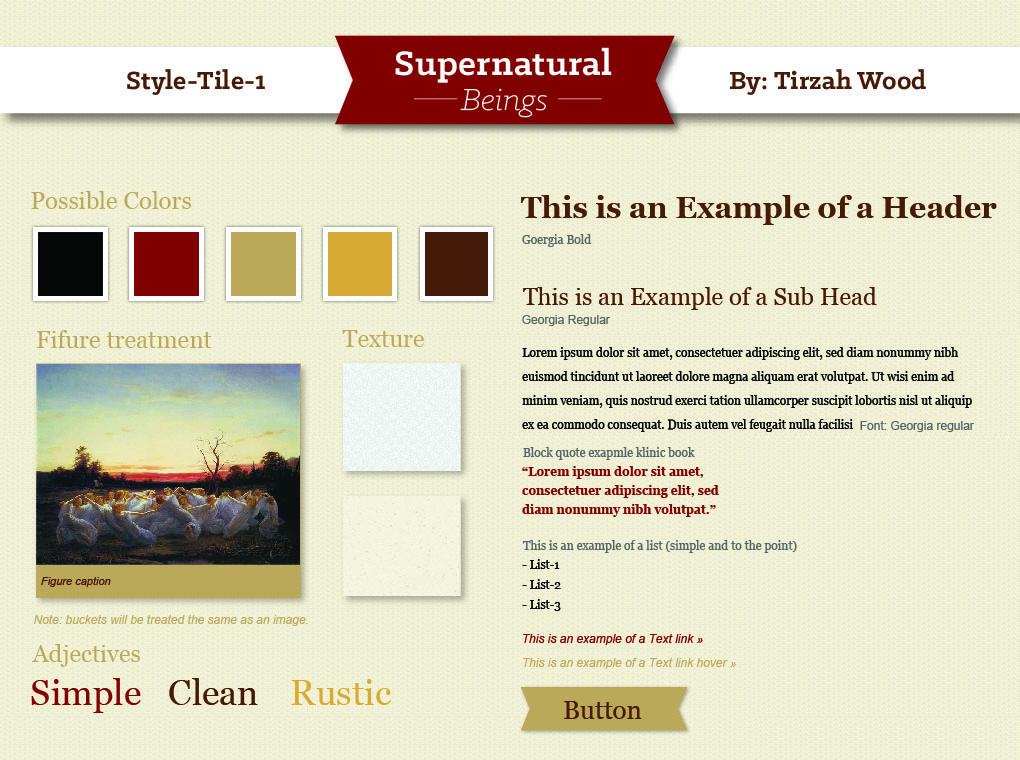 Style-Tile-1
Supernatural
Beings
By: Tirzah Wood
Possible Colors
Fifure treatment
Texture
Figure caption
Note: buckets will be treated the same as an image.
Adjectives
Simple Clean Rustic
This is an Example of a Header
Goergia Bold
This is an Example of a Sub Head
Georgia Regular
Lorem ipsum dolor sit amet, consectetuer adipiscing elit, sed diam nonummy nibh
euismod tincidunt ut laoreet dolore magna aliquam erat volutpat. Ut wisi enim ad
minim veniam, quis nostrud exerci tation ullamcorper suscipit lobortis nisl ut aliquip
ex ea commodo consequat. Duis autem vel feugait nulla facilisi Font: Georgia regular
Block quote exapmle klinic book
“Lorem ipsum dolor sit amet,
consectetuer adipiscing elit, sed
diam nonummy nibh volutpat.”
This is an example of a list (simple and to the point)
- List-1
- List-2
- List-3
This is an example of a Text link »
This is an example of a Text link hover »
Button